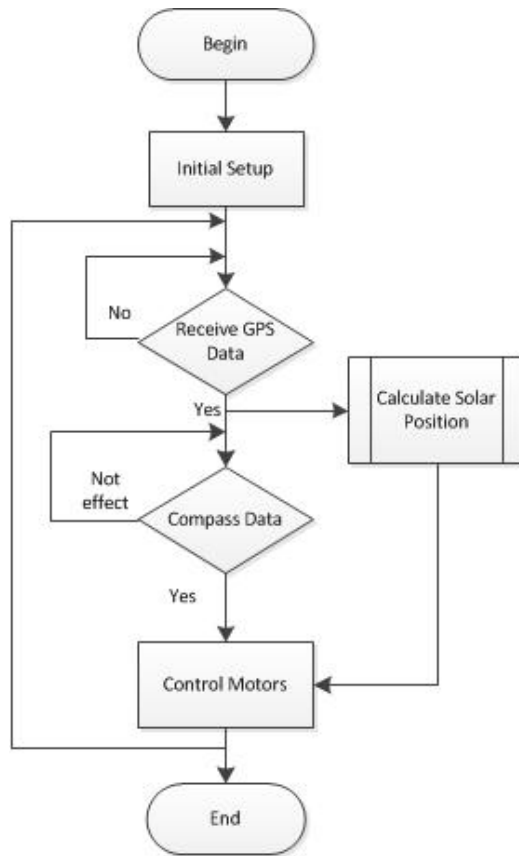 Begin
Initial Setup
No
Receive GPS
Data
Yes
Calculate Solar
Position
Not
effect
Compass Data
Yes
Control Motors
End